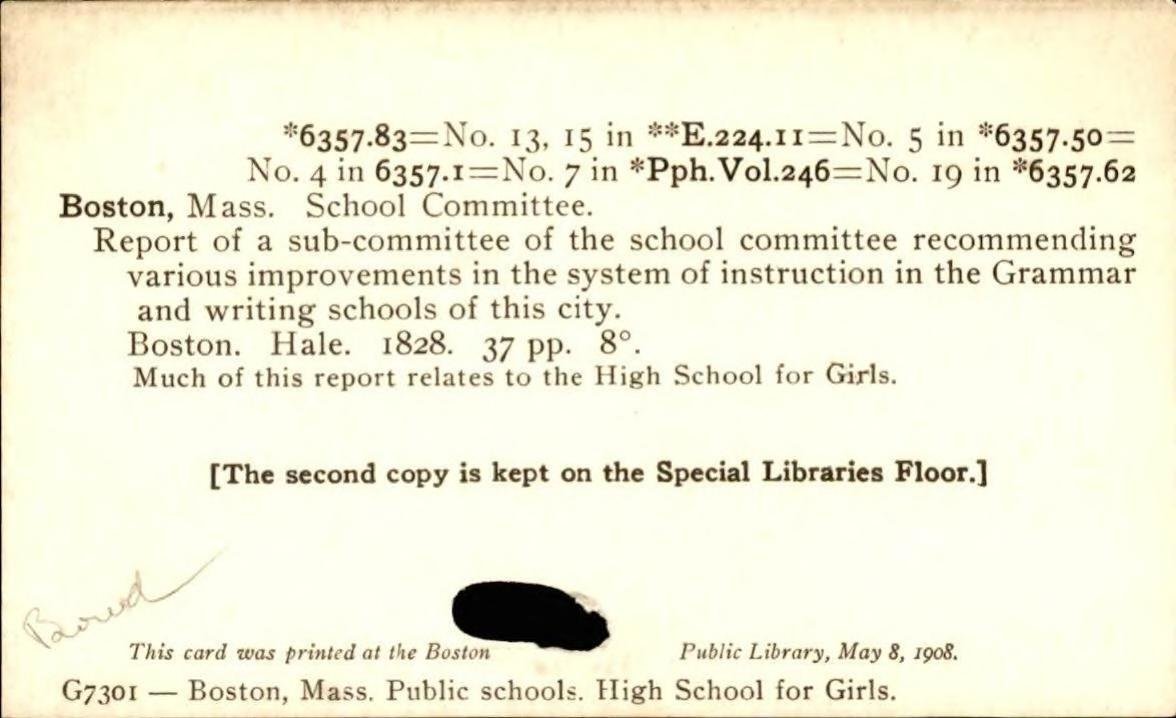 *6357.83=No. 13, 15 in **E.224.11=No. 5 in *6357.50=
No. 4 in 6357.1=No. 7 in *Pph.Vol.246=No. 19 in *6357.62
Boston, Mass. School Committee.
Report of a sub-committee of the school committee recommending
various improvements in the system of instruction in the Grammar
and writing schools of this city.
Boston. Hale. 1828. 37 pp. 8°.
Much of this report relates to the High School for Girls.
[The second copy is kept on the Special Libraries Floor.]
This card was printed at the Boston Public Library, May 8, 1908.
G7301 — Boston, Mass. Public schools. High School for Girls.